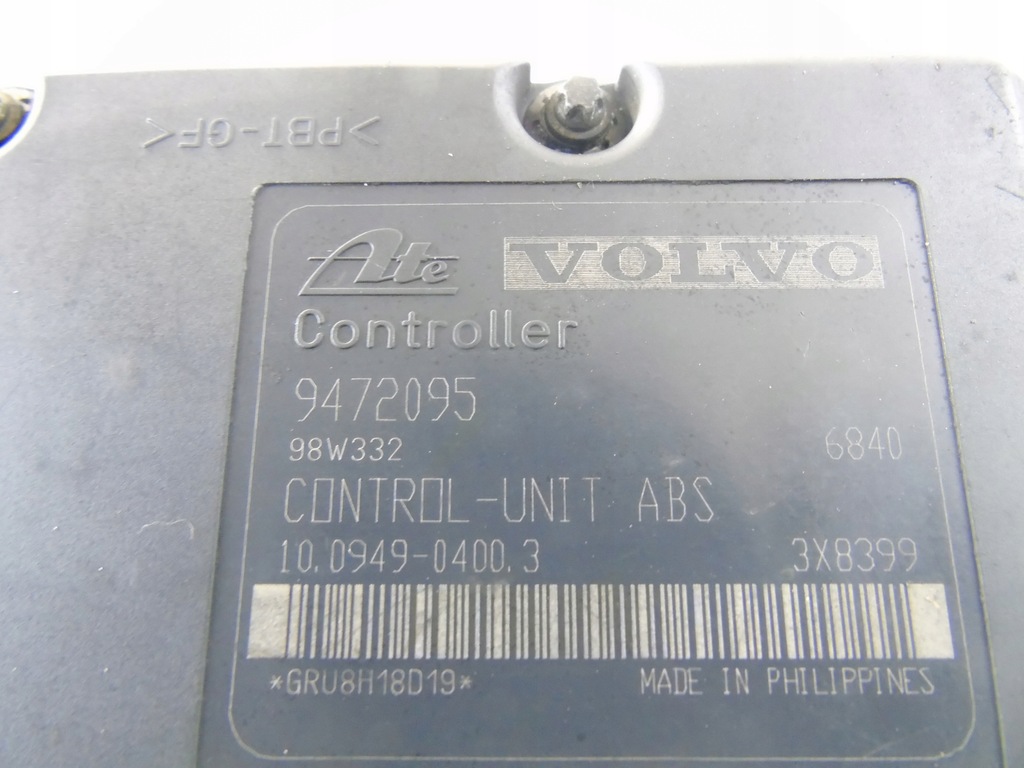 >PBT-GF<
Ate VOLVO
Controller
9472095
98W332 6840
CONTROL-UNIT ABS
10.0949-0400.3 3X8399
*GRU8H18D19* MADE IN PHILIPPINES